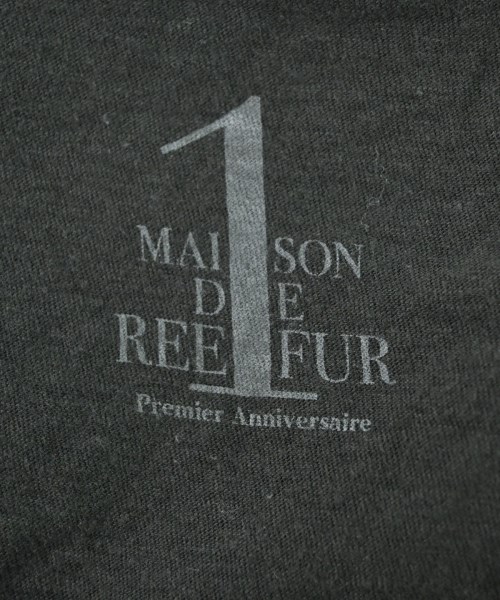 1
MAISON
DE
REEFUR
Premier Anniversaire